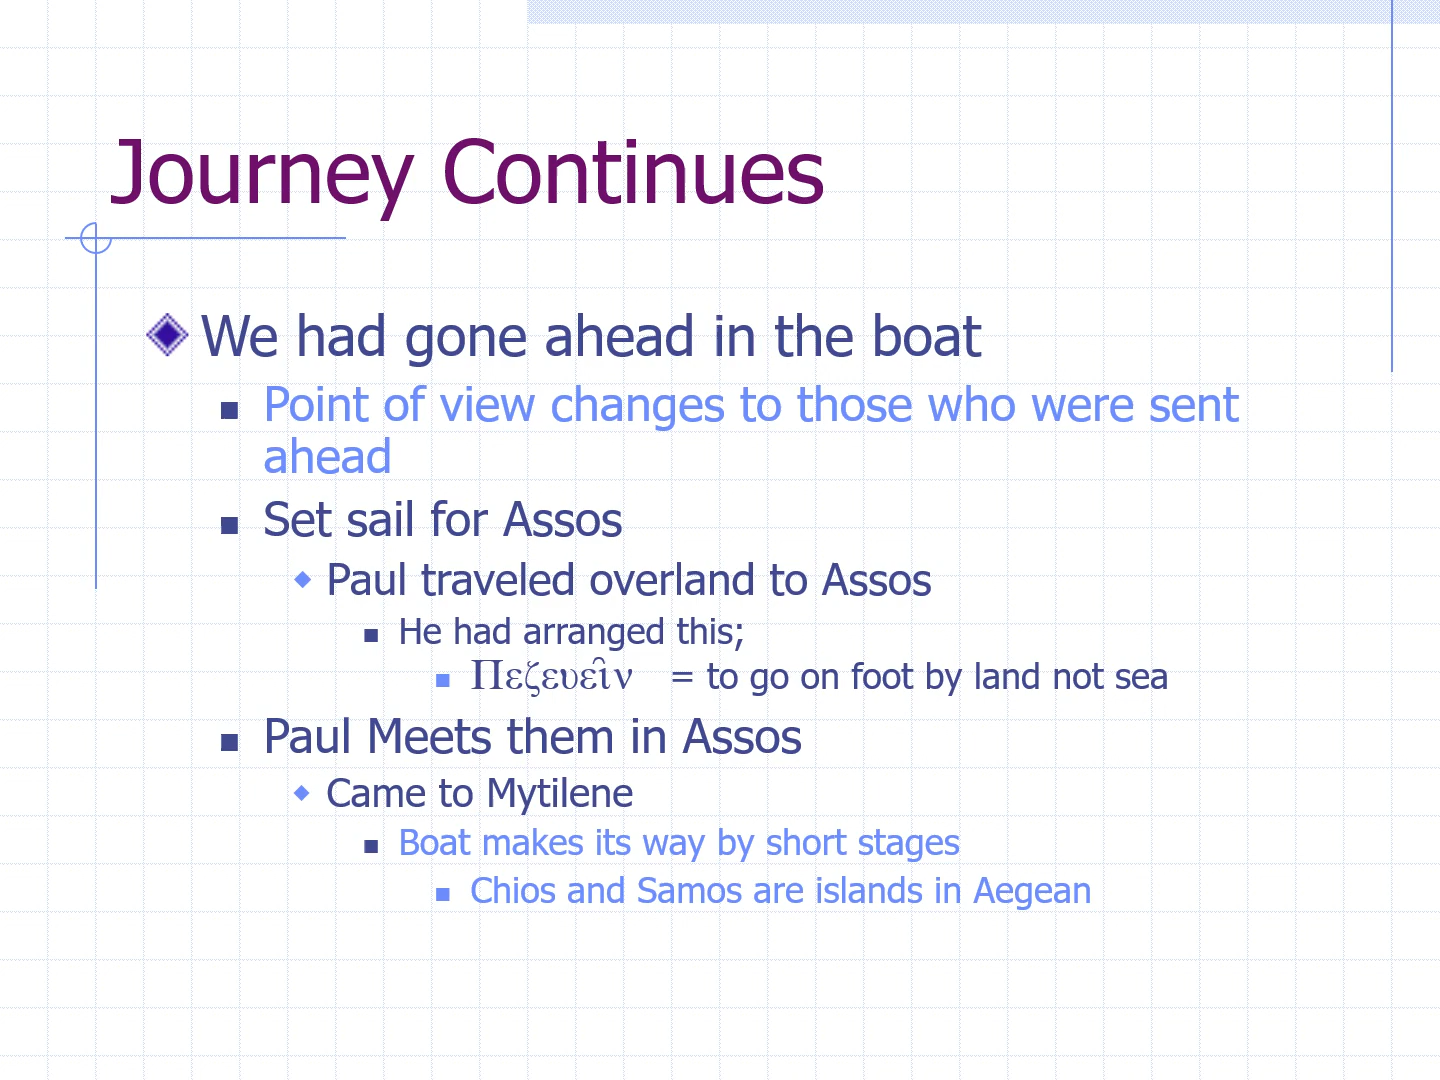 Journey Continues
We had gone ahead in the boat
Point of view changes to those who were sent
ahead
Set sail for Assos
Paul traveled overland to Assos
He had arranged this;
Πεζευεῖν = to go on foot by land not sea
Paul Meets them in Assos
Came to Mytilene
Boat makes its way by short stages
Chios and Samos are islands in Aegean